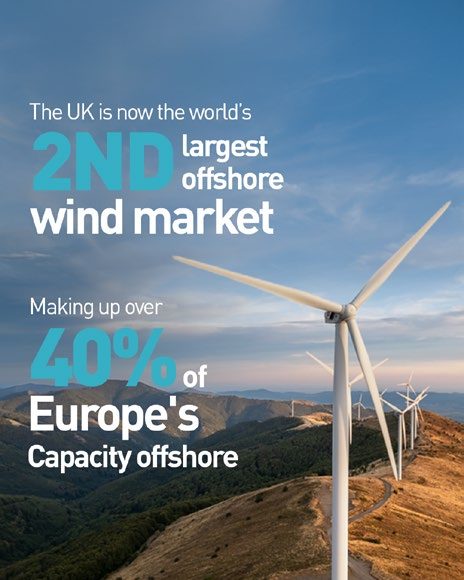 The UK is now the world's
2ND largest
offshore
wind market
Making up over
40% of
Europe's
Capacity offshore